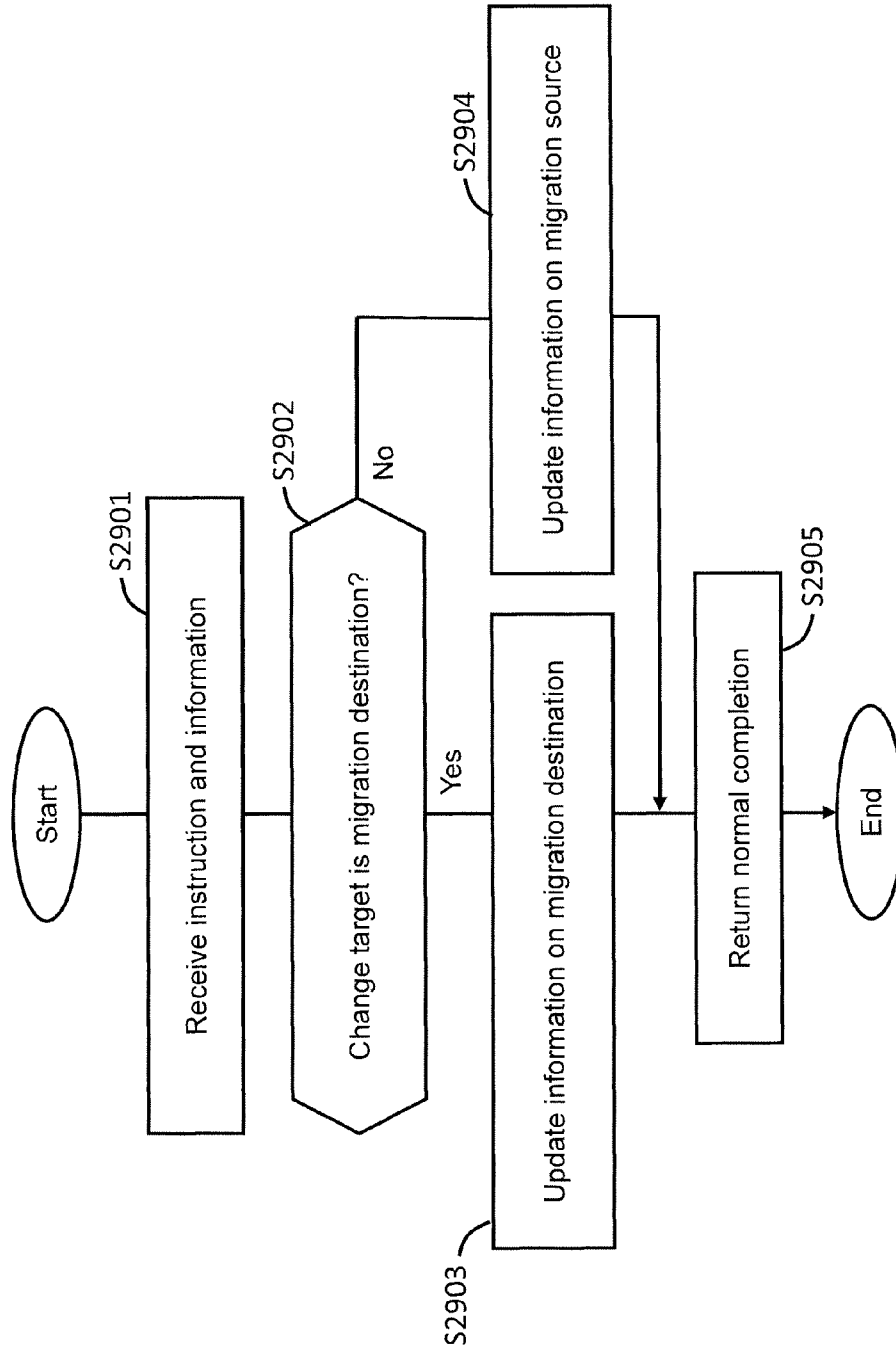 Start
S2901
Receive instruction and information
S2902
Change target is migration destination?
No
Yes
S2903
Update information on migration destination
S2904
Update information on migration source
S2905
Return normal completion
End